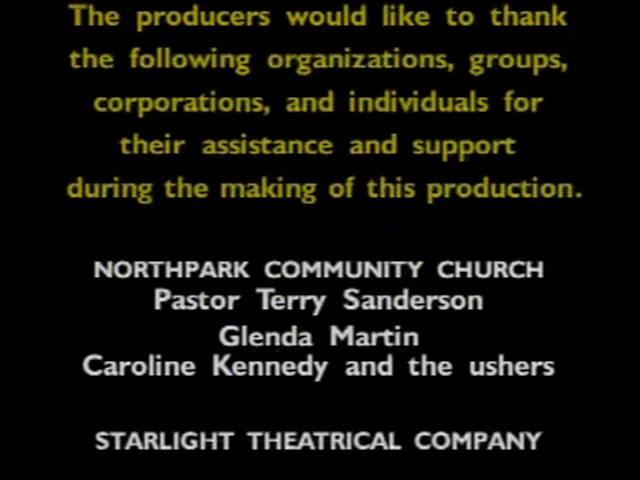 The producers would like to thank
the following organizations, groups,
corporations, and individuals for
their assistance and support
during the making of this production.
NORTHPARK COMMUNITY CHURCH
Pastor Terry Sanderson
Glenda Martin
Caroline Kennedy and the ushers
STARLIGHT THEATRICAL COMPANY